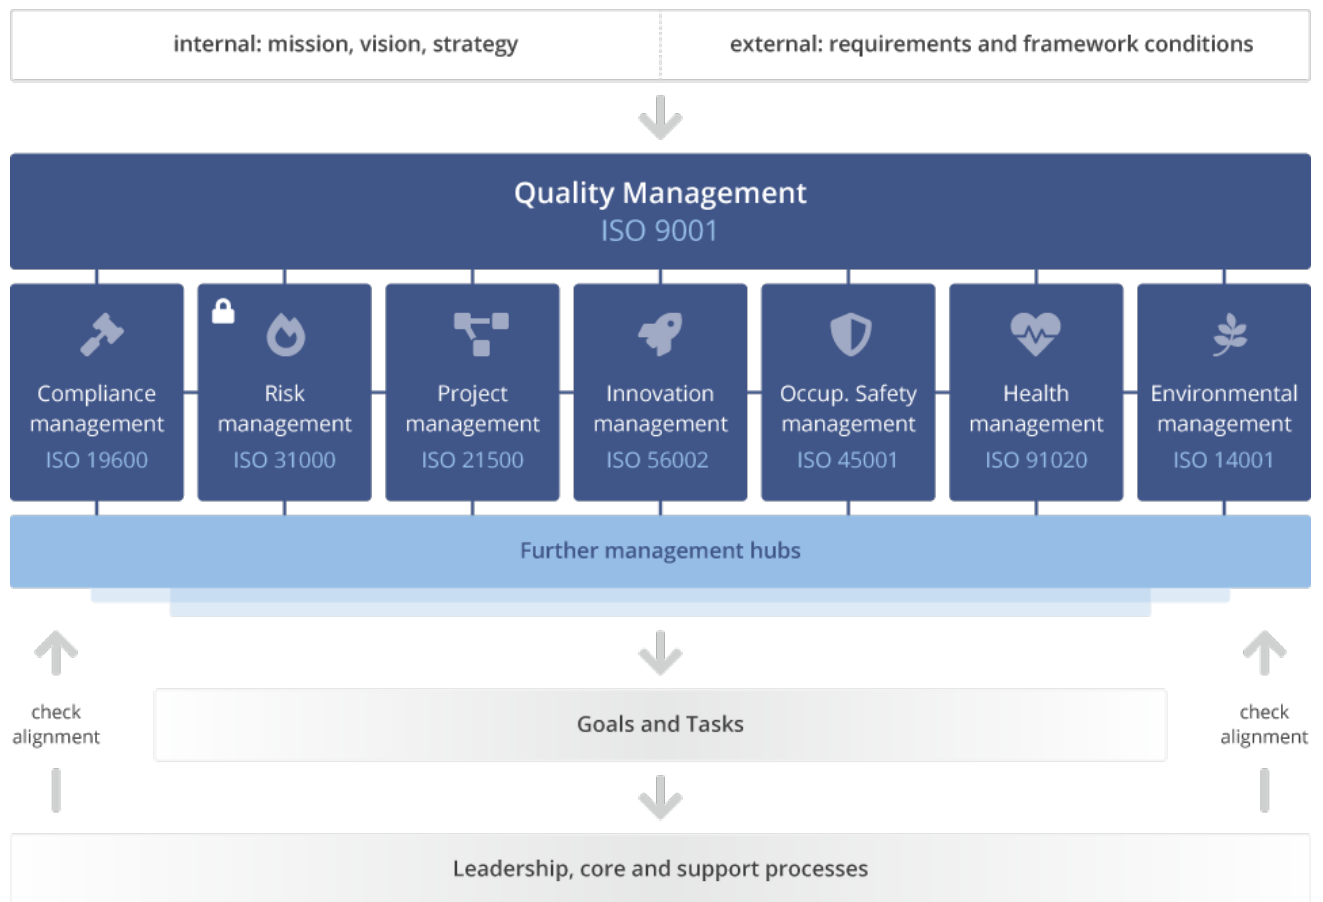 internal: mission, vision, strategy
external: requirements and framework conditions
Quality Management
ISO 9001
Compliance
management
ISO 19600
Risk
management
ISO 31000
Project
management
ISO 21500
Innovation
management
ISO 56002
Occup. Safety
management
ISO 45001
Health
management
ISO 91020
Environmental
management
ISO 14001
Further management hubs
check
alignment
Goals and Tasks
check
alignment
Leadership, core and support processes